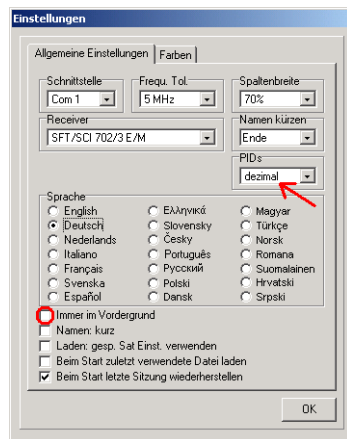 Einstellungen
Allgemeine Einstellungen Farben
Schnittstelle Frequ. Tol. Spaltenbreite
Com 1 5 MHz 70%
Receiver Namen kürzen
SFT/SCI 702/3 E/M Ende
PIDs
dezimal
Sprache
English Ελληνικά Magyar
Deutsch Slovensky Türkçe
Nederlands Česky Norsk
Italiano Português Romana
Français Русский Suomalainen
Svenska Polski Hrvatski
Español Dansk Srpski
Immer im Vordergrund
Namen: kurz
Laden: gesp. Sat Einst. verwenden
Beim Start zuletzt verwendete Datei laden
Beim Start letzte Sitzung wiederherstellen
OK